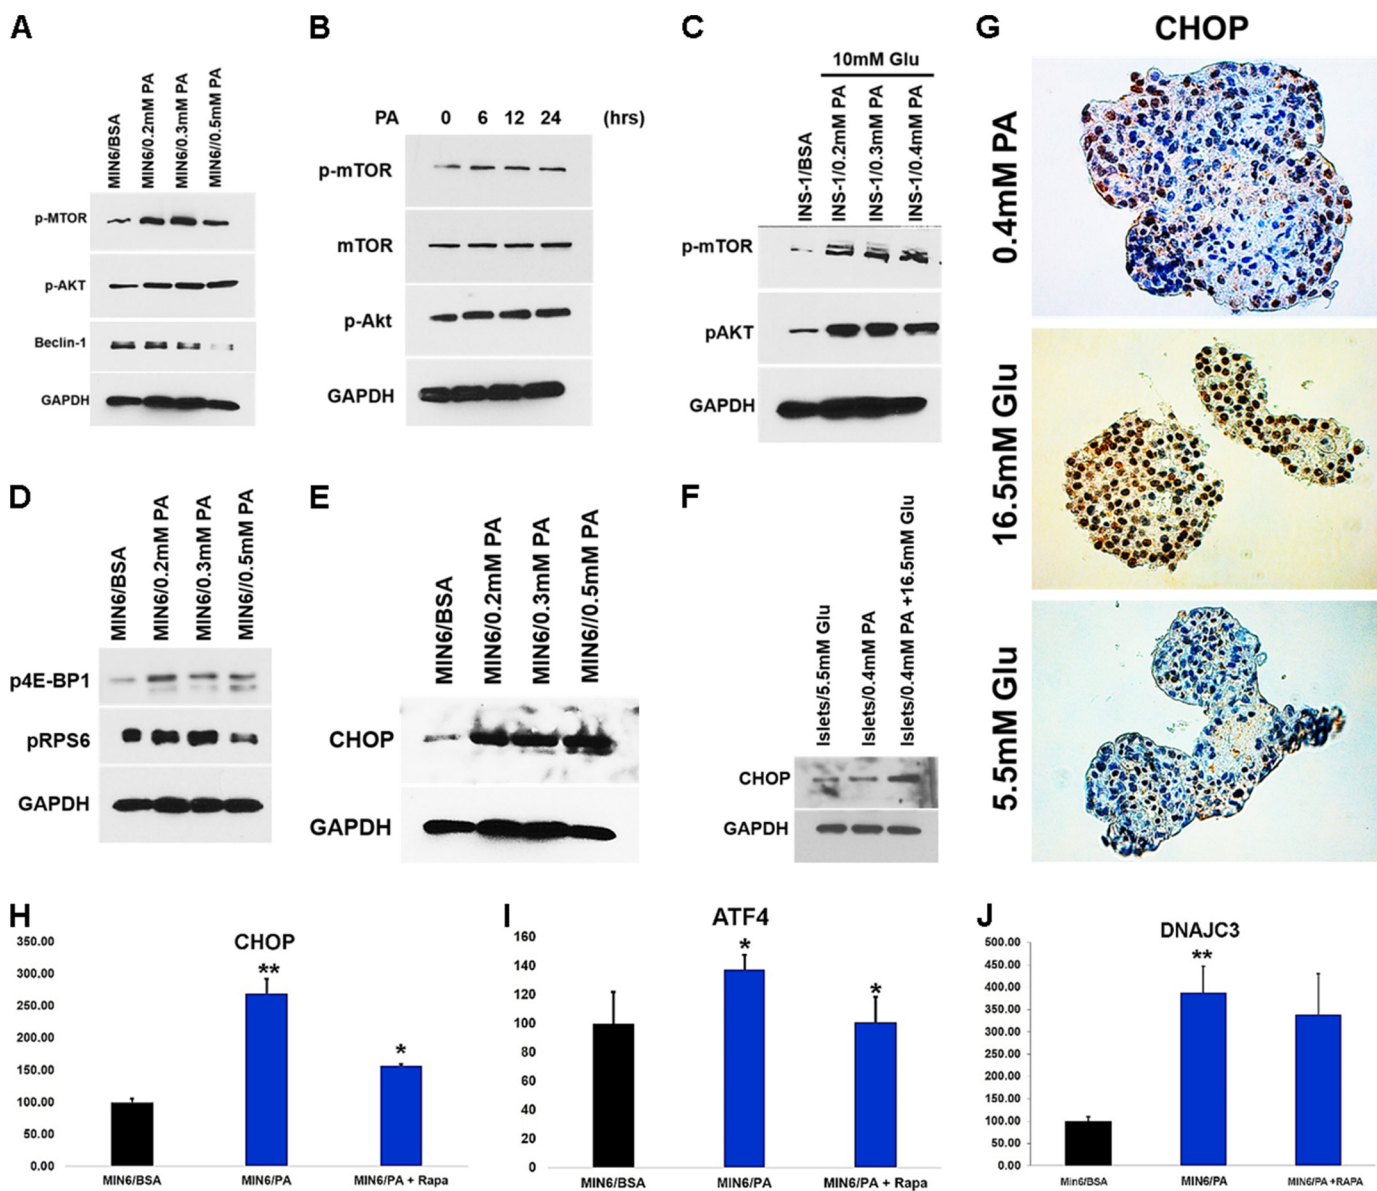 A
MIN6/BSA
MIN6/0.2mM PA
MIN6/0.3mM PA
MIN6//0.5mM PA
p-MTOR
p-AKT
Beclin-1
GAPDH
B
PA 0 6 12 24 (hrs)
p-mTOR
mTOR
p-Akt
GAPDH
C
10mM Glu
INS-1/BSA
INS-1/0.2mM PA
INS-1/0.3mM PA
INS-1/0.4mM PA
p-mTOR
pAKT
GAPDH
D
MIN6/BSA
MIN6/0.2mM PA
MIN6/0.3mM PA
MIN6//0.5mM PA
p4E-BP1
pRPS6
GAPDH
E
MIN6/BSA
MIN6/0.2mM PA
MIN6/0.3mM PA
MIN6//0.5mM PA
CHOP
GAPDH
F
Islets/5.5mM Glu
Islets/0.4mM PA
Islets/0.4mM PA +16.5mM Glu
CHOP
GAPDH
G
CHOP
0.4mM PA
16.5mM Glu
5.5mM Glu
H
CHOP
350.00
300.00
250.00
200.00
150.00
100.00
50.00
0.00
**
*
MIN6/BSA MIN6/PA MIN6/PA + Rapa
I
ATF4
160
140
120
100
80
60
40
20
0
*
*
MIN6/BSA MIN6/PA MIN6/PA + Rapa
J
DNAJC3
500.00
450.00
400.00
350.00
300.00
250.00
200.00
150.00
100.00
50.00
0.00
**
Min6/BSA MIN6/PA MIN6/PA +RAPA